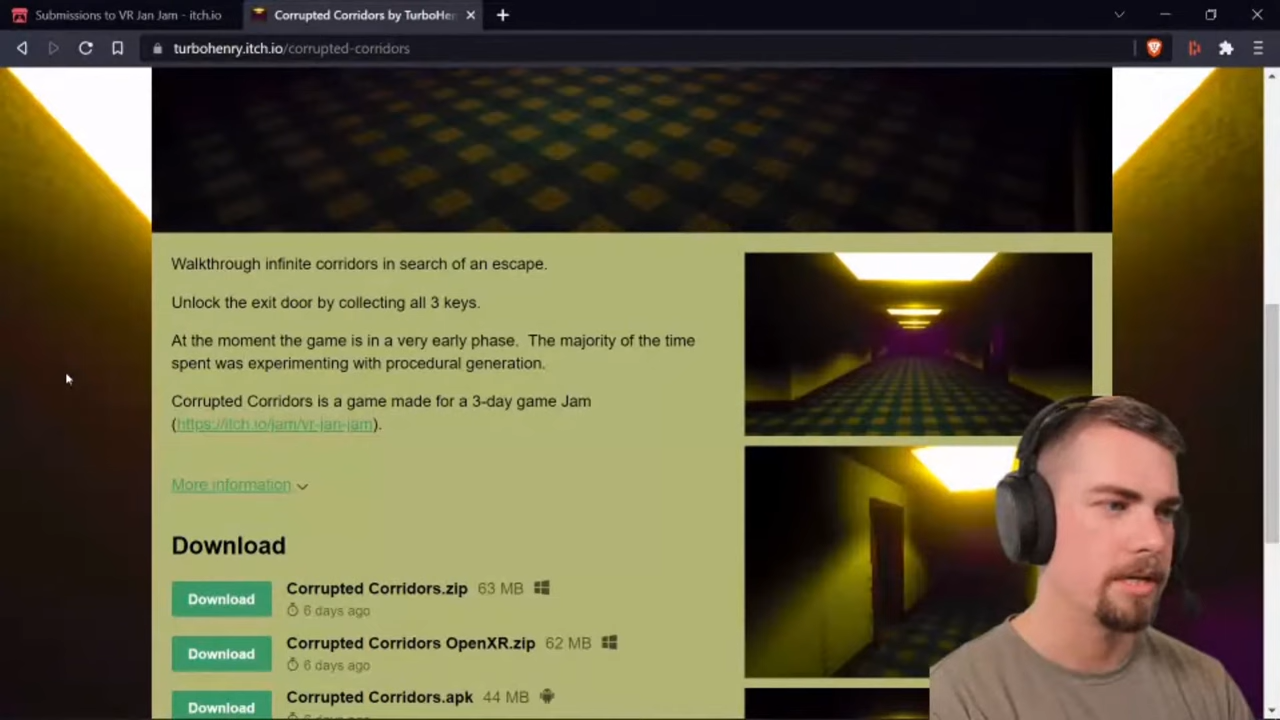 Submissions to VR Jan Jam - itch.io
Corrupted Corridors by TurboHen
turbohenry.itch.io/corrupted-corridors
Walkthrough infinite corridors in search of an escape.
Unlock the exit door by collecting all 3 keys.
At the moment the game is in a very early phase. The majority of the time
spent was experimenting with procedural generation.
Corrupted Corridors is a game made for a 3-day game Jam
(https://itch.io/jam/vr-jan-jam).
More information
Download
Download Corrupted Corridors.zip 63 MB
6 days ago
Download Corrupted Corridors OpenXR.zip 62 MB
6 days ago
Download Corrupted Corridors.apk 44 MB